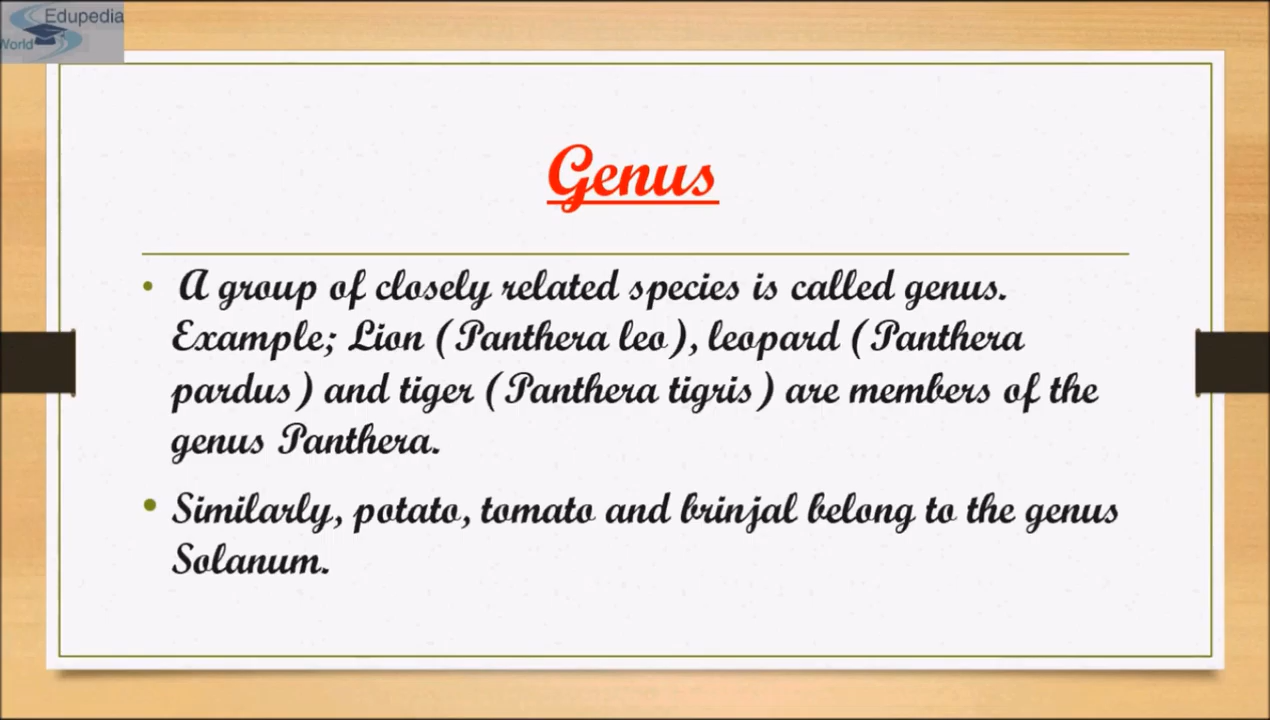 Edupedia
World
Genus
• A group of closely related species is called genus.
Example; Lion (Panthera leo), leopard (Panthera
pardus) and tiger (Panthera tigris) are members of the
genus Panthera.
• Similarly, potato, tomato and brinjal belong to the genus
Solanum.